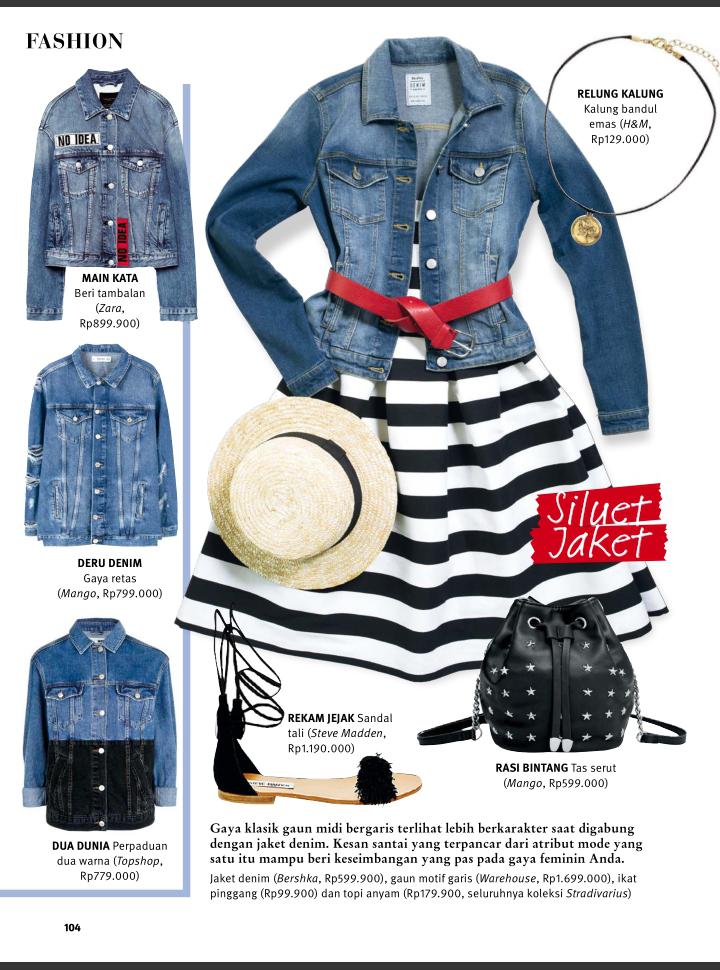 FASHION
NO IDEA
NO IDEA
MAIN KATA
Beri tambalan
(Zara,
Rp899.900)
DERU DENIM
Gaya retas
(Mango, Rp799.000)
DUA DUNIA Perpaduan
dua warna (Topshop,
Rp779.000)
DENIM
RELUNG KALUNG
Kalung bandul
emas (H&M,
Rp129.000)
Siluet
Jaket
REKAM JEJAK Sandal
tali (Steve Madden,
Rp1.190.000)
RASI BINTANG Tas serut
(Mango, Rp599.000)
Gaya klasik gaun midi bergaris terlihat lebih berkarakter saat digabung
dengan jaket denim. Kesan santai yang terpancar dari atribut mode yang
satu itu mampu beri keseimbangan yang pas pada gaya feminin Anda.
Jaket denim (Bershka, Rp599.900), gaun motif garis (Warehouse, Rp1.699.000), ikat
pinggang (Rp99.900) dan topi anyam (Rp179.900, seluruhnya koleksi Stradivarius)
104